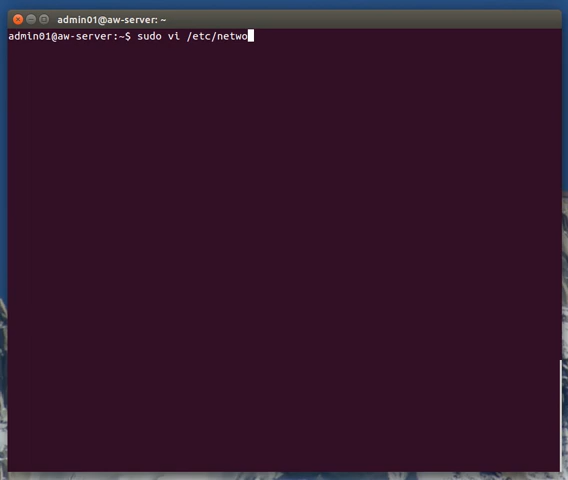 admin01@aw-server: ~
admin01@aw-server:~$ sudo vi /etc/netwo